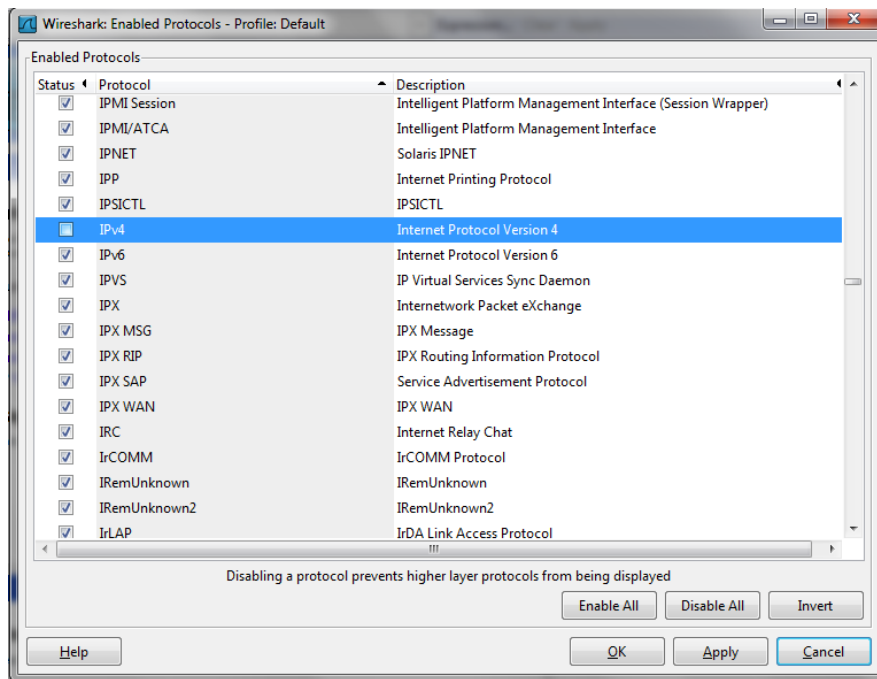 Wireshark: Enabled Protocols - Profile: Default
Enabled Protocols
Status Protocol Description
IPMI Session Intelligent Platform Management Interface (Session Wrapper)
IPMI/ATCA Intelligent Platform Management Interface
IPNET Solaris IPNET
IPP Internet Printing Protocol
IPSICTL IPSICTL
IPv4 Internet Protocol Version 4
IPv6 Internet Protocol Version 6
IPVS IP Virtual Services Sync Daemon
IPX Internetwork Packet eXchange
IPX MSG IPX Message
IPX RIP IPX Routing Information Protocol
IPX SAP Service Advertisement Protocol
IPX WAN IPX WAN
IRC Internet Relay Chat
IrCOMM IrCOMM Protocol
IRemUnknown IRemUnknown
IRemUnknown2 IRemUnknown2
IrLAP IrDA Link Access Protocol
Disabling a protocol prevents higher layer protocols from being displayed
Enable All Disable All Invert
Help OK Apply Cancel